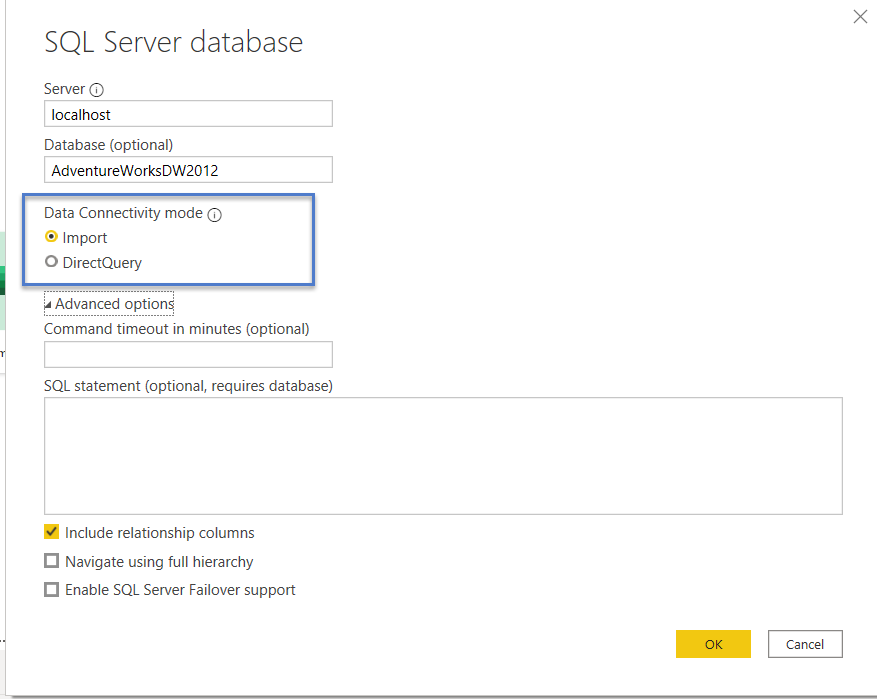 SQL Server database
Server
localhost
Database (optional)
AdventureWorksDW2012
Data Connectivity mode
Import
DirectQuery
Advanced options
Command timeout in minutes (optional)
SQL statement (optional, requires database)
Include relationship columns
Navigate using full hierarchy
Enable SQL Server Failover support
OK Cancel